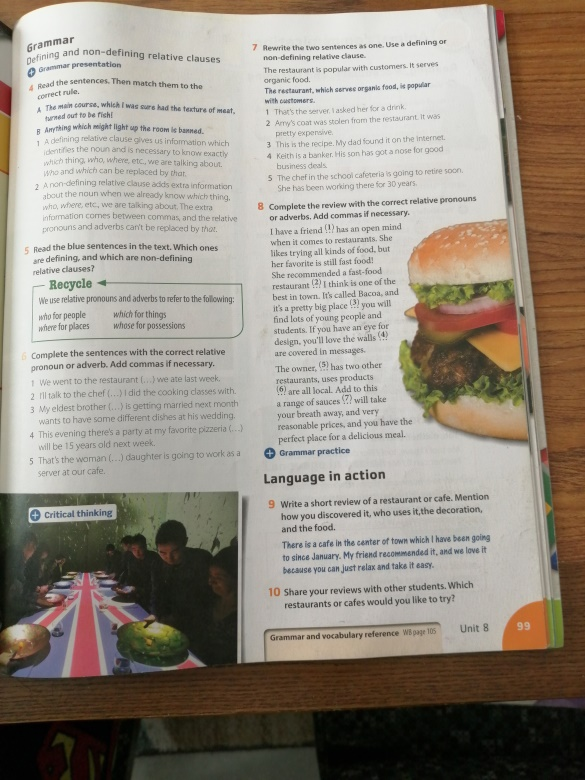 Grammar
Defining and non-defining relative clauses
Grammar presentation
4 Read the sentences. Then match them to the
correct rule.
A The main course, which I was sure had the texture of meat,
turned out to be fish!
B Anything which might light up the room is banned.
1 A defining relative clause gives us information which
identifies the noun and is necessary to know exactly
which thing, who, where, etc., we are talking about.
Who and which can be replaced by that.
2 A non-defining relative clause adds extra information
about the noun when we already know which thing,
who, where, etc., we are talking about. The extra
information comes between commas, and the relative
pronouns and adverbs can't be replaced by that.
5 Read the blue sentences in the text. Which ones
are defining, and which are non-defining
relative clauses?
Recycle
We use relative pronouns and adverbs to refer to the following:
who for people which for things
where for places whose for possessions
6 Complete the sentences with the correct relative
pronoun or adverb. Add commas if necessary.
1 We went to the restaurant (...) we ate last week.
2 I'll talk to the chef (...) I did the cooking classes with.
3 My eldest brother (...) is getting married next month
wants to have some different dishes at his wedding.
4 This evening there's a party at my favorite pizzeria (...)
will be 15 years old next week.
5 That's the woman (...) daughter is going to work as a
server at our cafe.
Critical thinking
7 Rewrite the two sentences as one. Use a defining or
non-defining relative clause.
The restaurant is popular with customers. It serves
organic food.
The restaurant, which serves organic food, is popular
with customers.
1 That's the server. I asked her for a drink.
2 Amy's coat was stolen from the restaurant. It was
pretty expensive.
3 This is the recipe. My dad found it on the Internet.
4 Keith is a banker. His son has got a nose for good
business deals.
5 The chef in the school cafeteria is going to retire soon.
She has been working there for 30 years.
8 Complete the review with the correct relative pronouns
or adverbs. Add commas if necessary.
I have a friend (1) has an open mind
when it comes to restaurants. She
likes trying all kinds of food, but
her favorite is still fast food!
She recommended a fast-food
restaurant (2) I think is one of the
best in town. It's called Bacoa, and
it's a pretty big place (3) you will
find lots of young people and
students. If you have an eye for
design, you'll love the walls (4)
are covered in messages.
The owner, (5) has two other
restaurants, uses products
(6) are all local. Add to this
a range of sauces (7) will take
your breath away, and very
reasonable prices, and you have the
perfect place for a delicious meal.
Grammar practice
Language in action
9 Write a short review of a restaurant or cafe. Mention
how you discovered it, who uses it, the decoration,
and the food.
There is a cafe in the center of town which I have been going
to since January. My friend recommended it, and we love it
because you can just relax and take it easy.
10 Share your reviews with other students. Which
restaurants or cafes would you like to try?
Grammar and vocabulary reference WB page 105
Unit 8 99